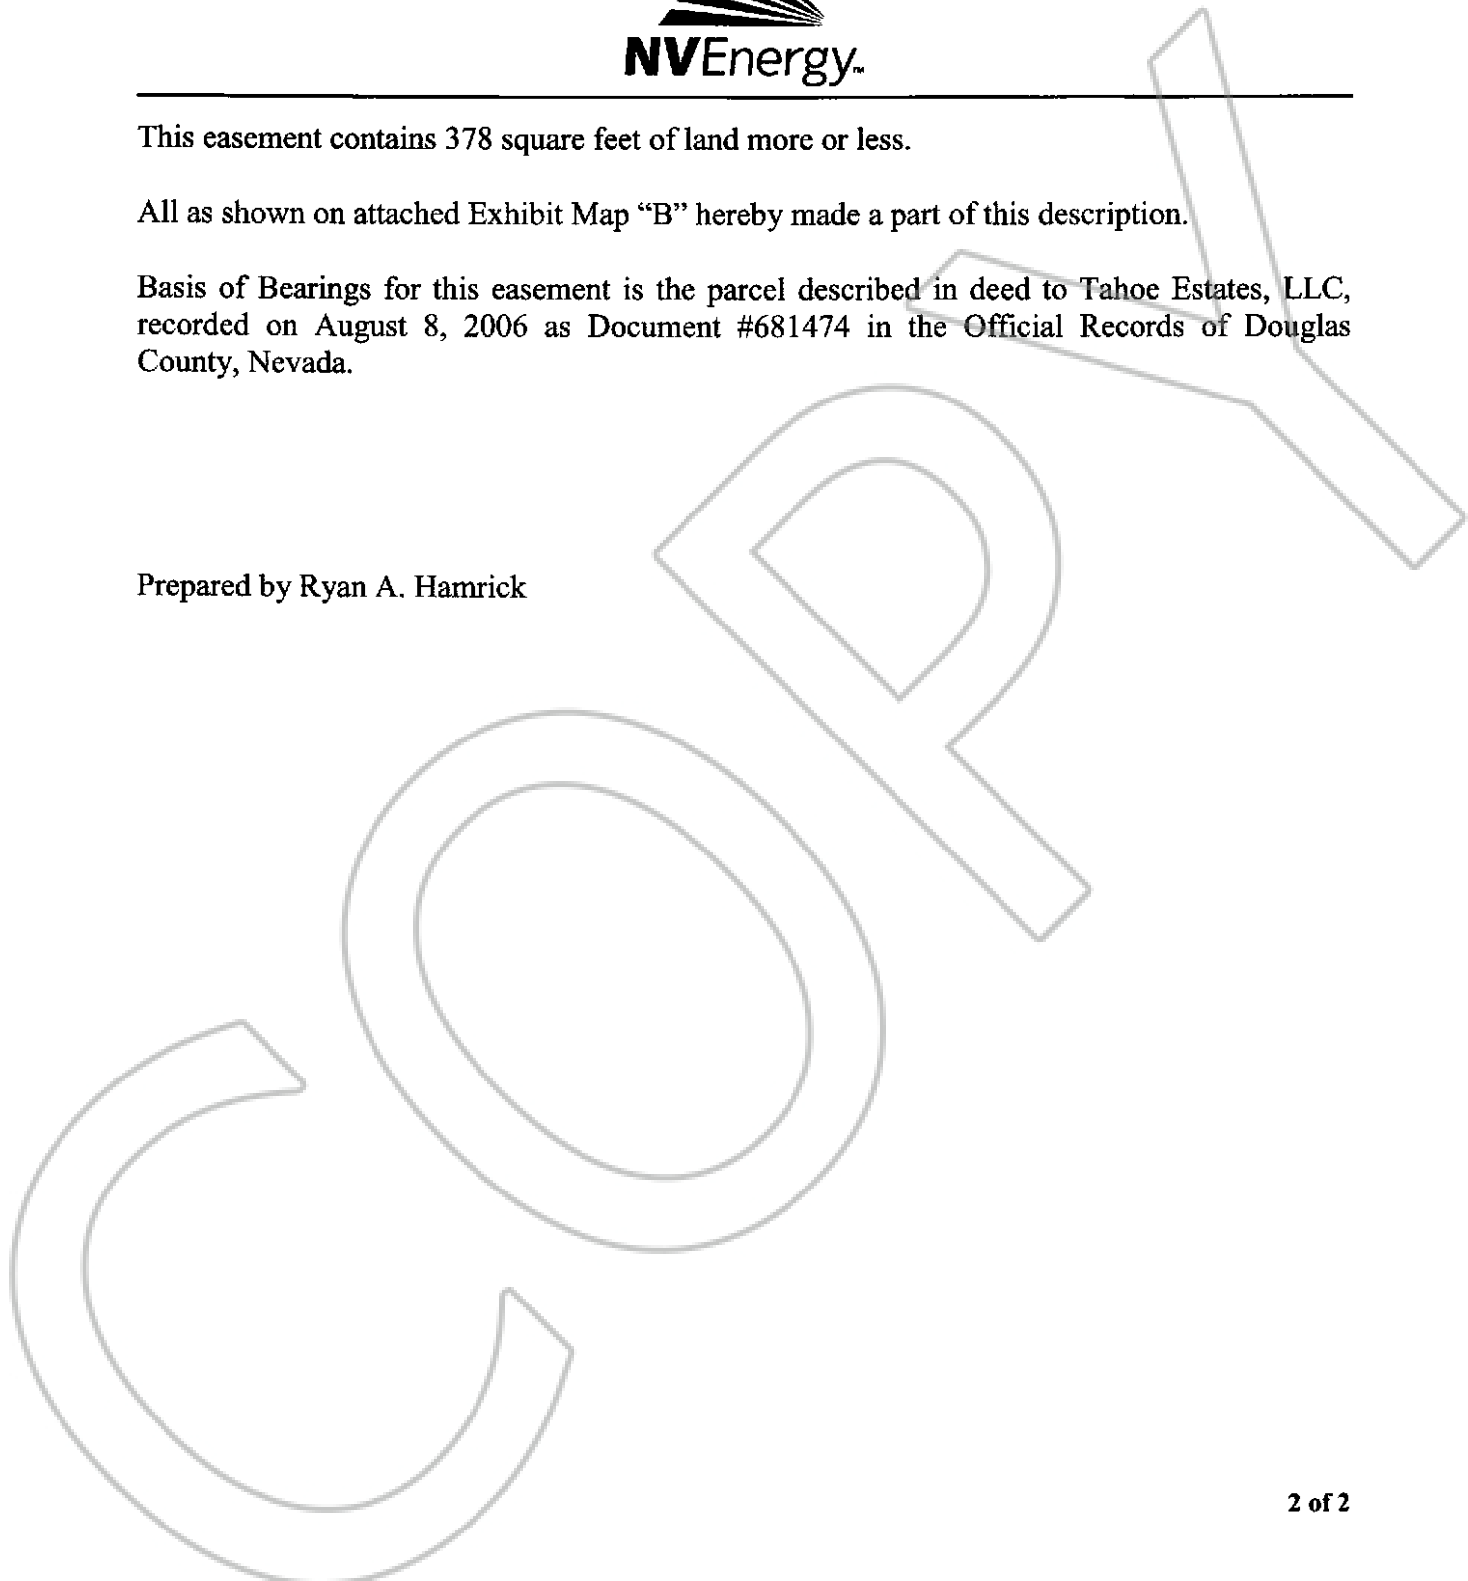 NVEnergy™
This easement contains 378 square feet of land more or less.
All as shown on attached Exhibit Map “B” hereby made a part of this description.
Basis of Bearings for this easement is the parcel described in deed to Tahoe Estates, LLC,
recorded on August 8, 2006 as Document #681474 in the Official Records of Douglas
County, Nevada.
Prepared by Ryan A. Hamrick
COPY
2 of 2